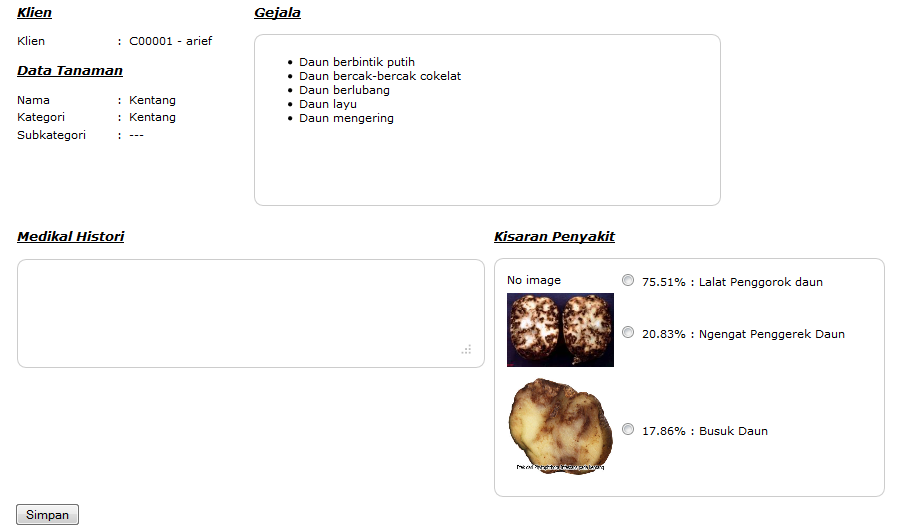 Klien
Klien : C00001 - arief
Data Tanaman
Nama : Kentang
Kategori : Kentang
Subkategori : ---
Gejala
Daun berbintik putih
Daun bercak-bercak cokelat
Daun berlubang
Daun layu
Daun mengering
Medikal Histori
Kisaran Penyakit
No image
75.51% : Lalat Penggorok daun
20.83% : Ngengat Penggerek Daun
17.86% : Busuk Daun
Simpan